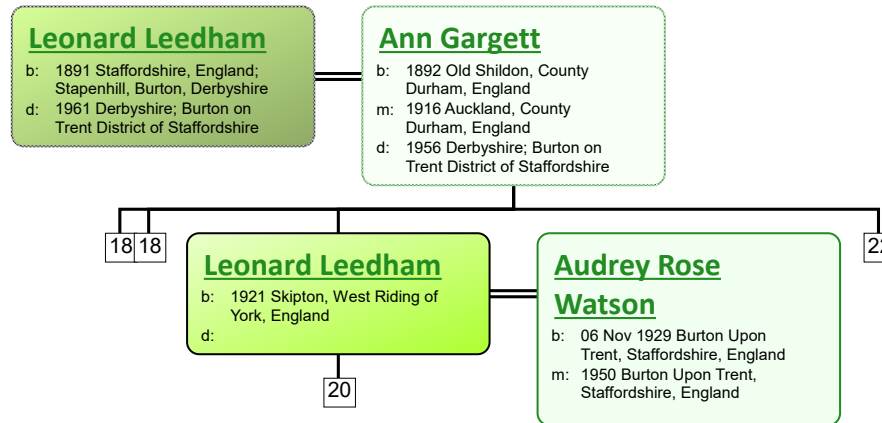 Leonard Leedham
b: 1891 Staffordshire, England;
Stapenhill, Burton, Derbyshire
d: 1961 Derbyshire; Burton on
Trent District of Staffordshire
Ann Gargett
b: 1892 Old Shildon, County
Durham, England
m: 1916 Auckland, County
Durham, England
d: 1956 Derbyshire; Burton on
Trent District of Staffordshire
18
18
Leonard Leedham
b: 1921 Skipton, West Riding of
York, England
d:
Audrey Rose
Watson
b: 06 Nov 1929 Burton Upon
Trent, Staffordshire, England
m: 1950 Burton Upon Trent,
Staffordshire, England
20